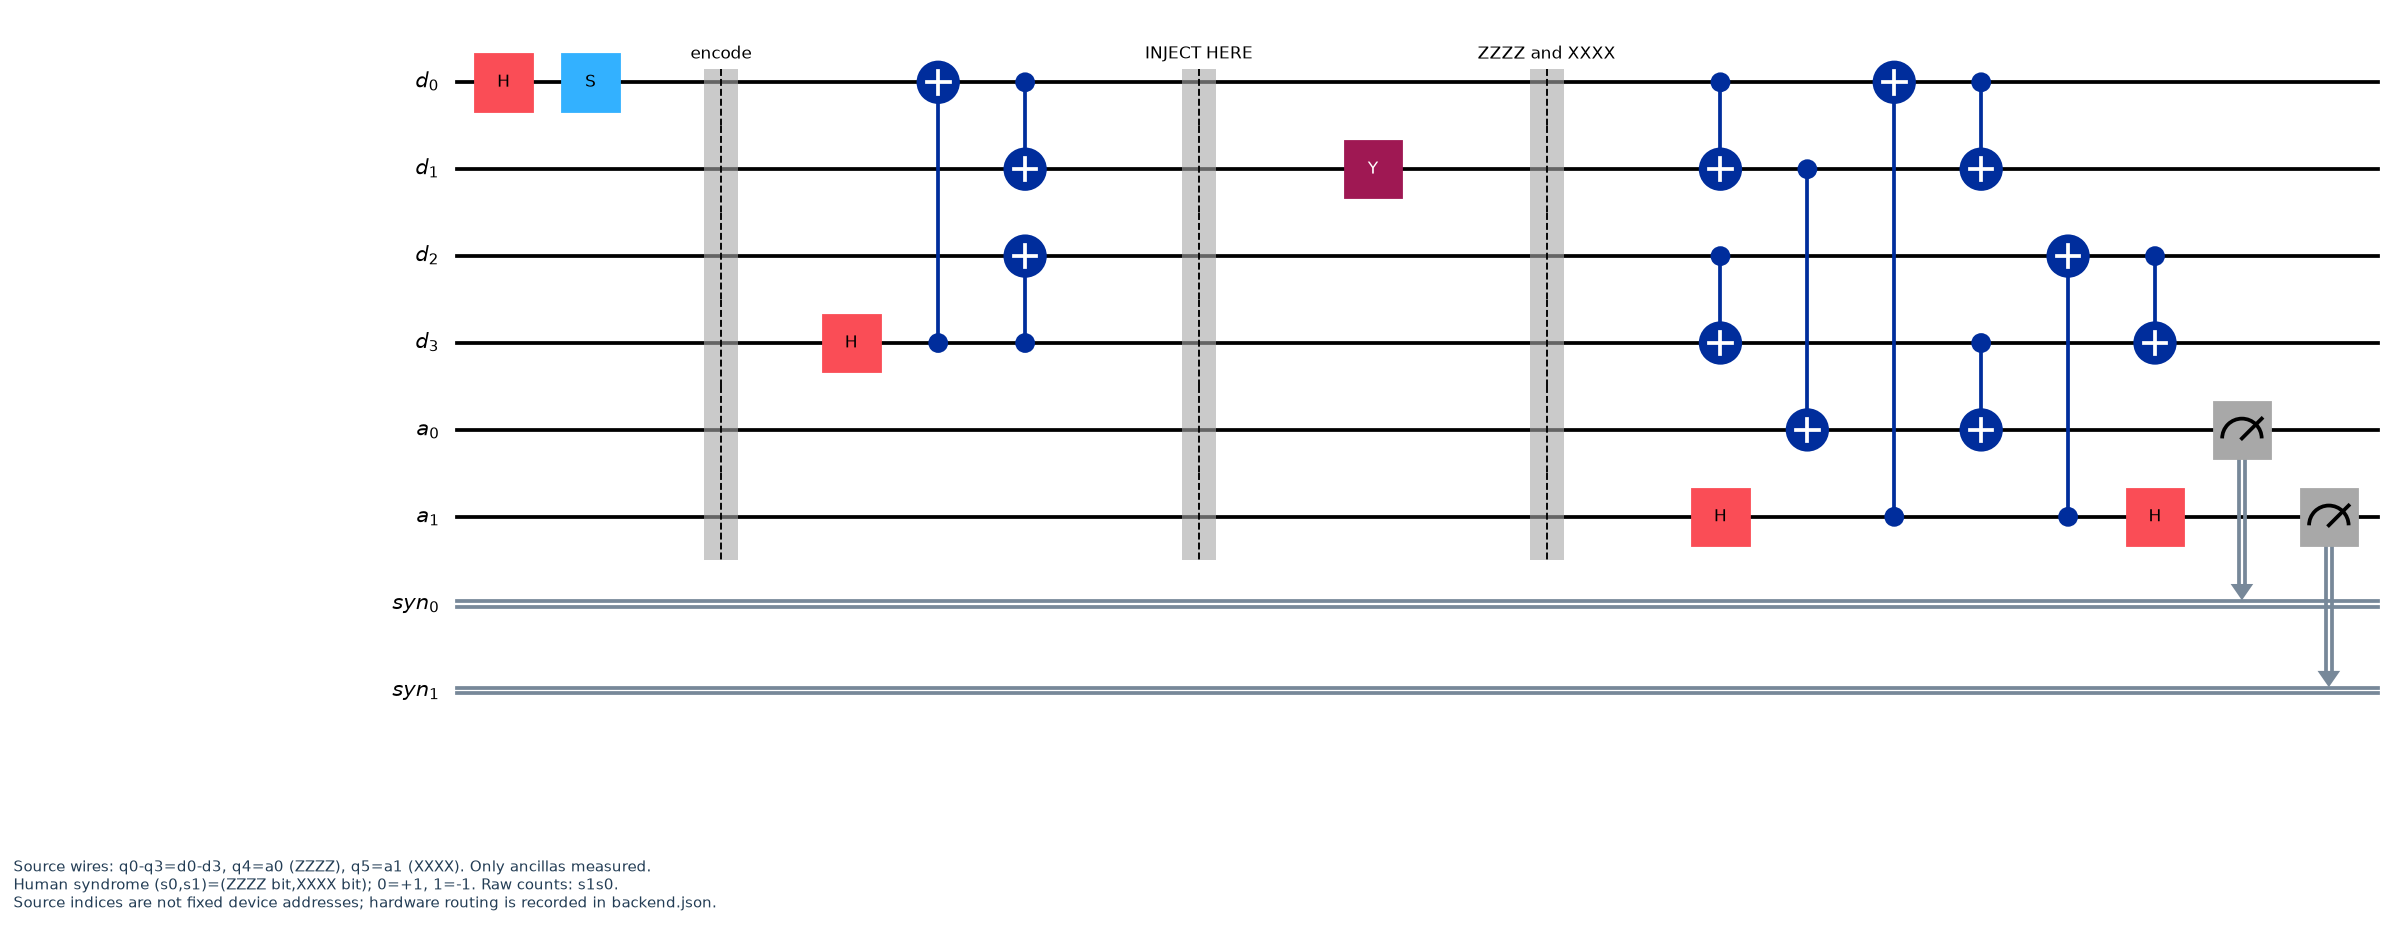 encode INJECT HERE ZZZZ and XXXX
d0 H S
d1 Y
d2
d3 H
a0
a1 H H
syn0
syn1
Source wires: q0-q3=d0-d3, q4=a0 (ZZZZ), q5=a1 (XXXX). Only ancillas measured.
Human syndrome (s0,s1)=(ZZZZ bit,XXXX bit); 0=+1, 1=-1. Raw counts: s1s0.
Source indices are not fixed device addresses; hardware routing is recorded in backend.json.